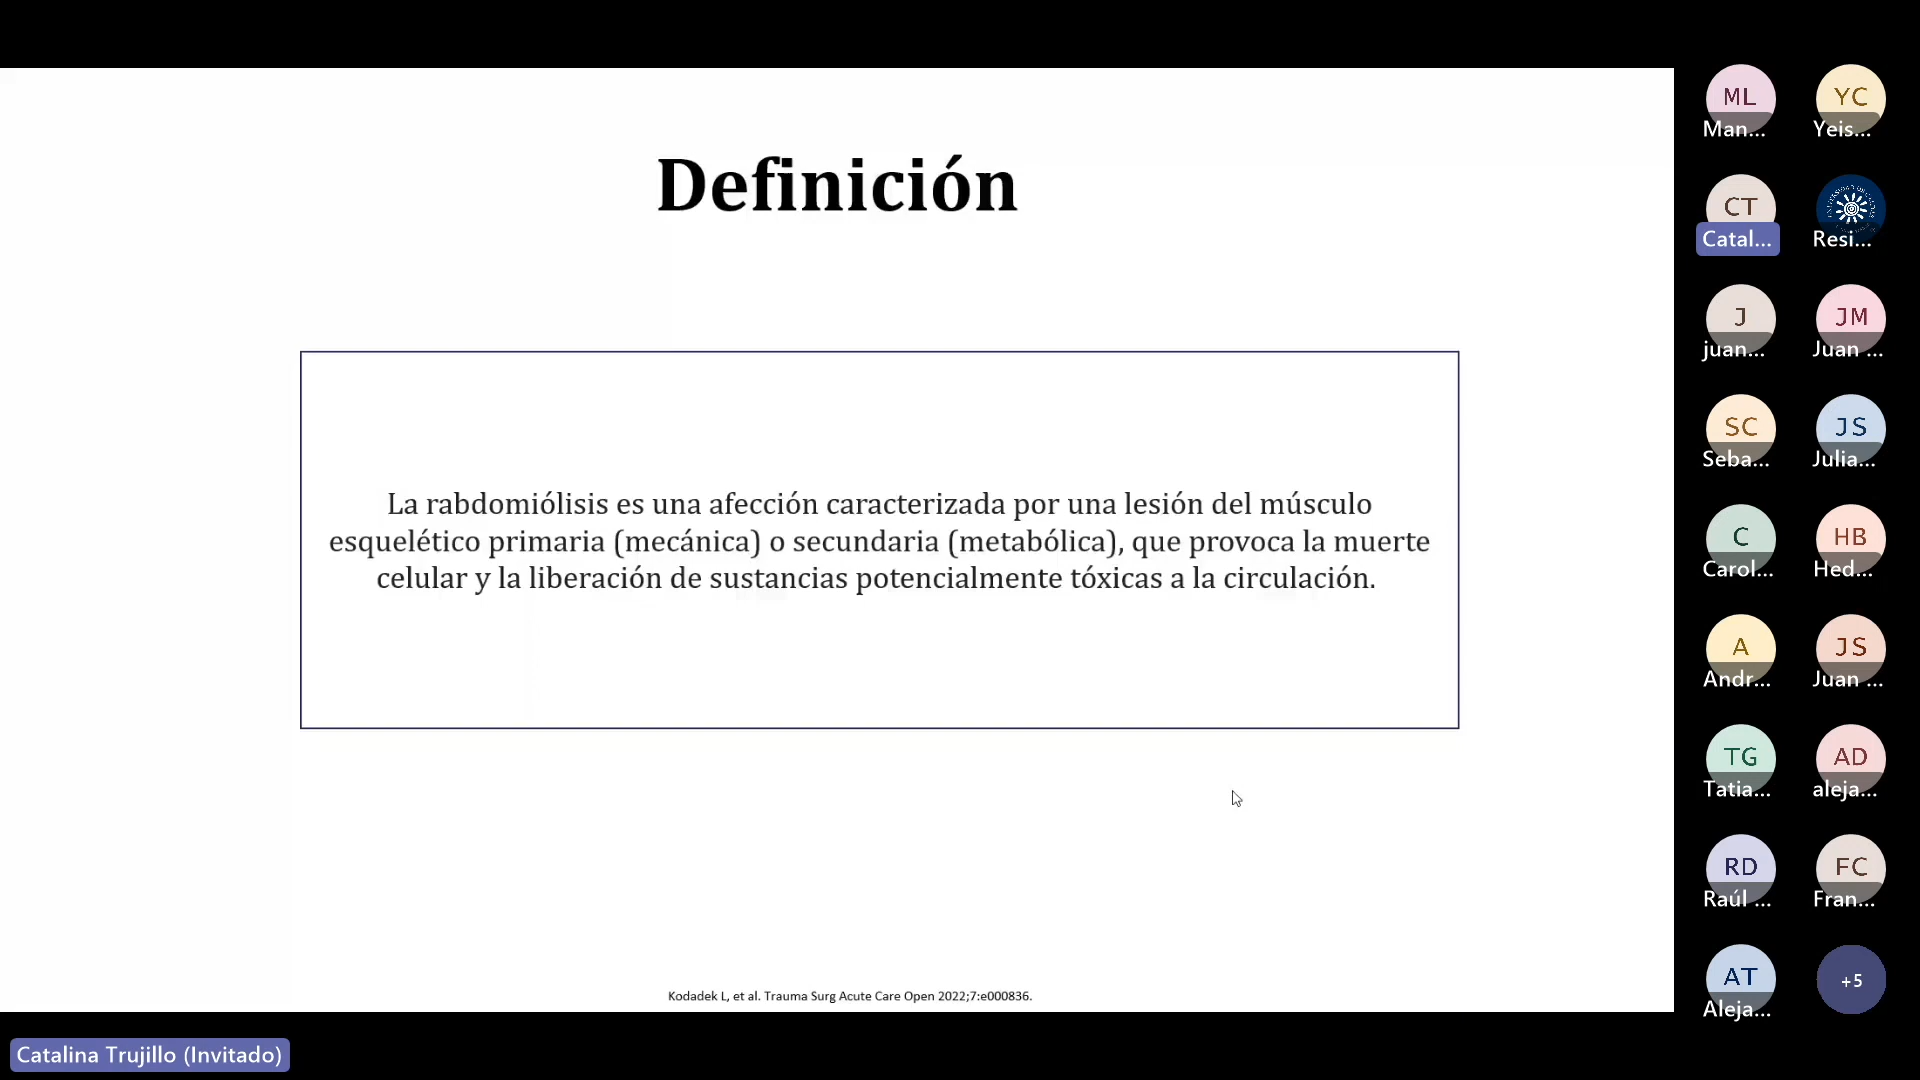 Definición
La rabdomiólisis es una afección caracterizada por una lesión del músculo
esquelético primaria (mecánica) o secundaria (metabólica), que provoca la muerte
celular y la liberación de sustancias potencialmente tóxicas a la circulación.
Kodadek L, et al. Trauma Surg Acute Care Open 2022;7:e000836.
Catalina Trujillo (Invitado)
ML
Man...
YC
Yeis...
CT
Catal...
Resi...
J
juan...
JM
Juan ...
SC
Seba...
JS
Julia...
C
Carol...
HB
Hed...
A
Andr...
JS
Juan ...
TG
Tatia...
AD
aleja...
RD
Raúl ...
FC
Fran...
AT
Aleja...
+5